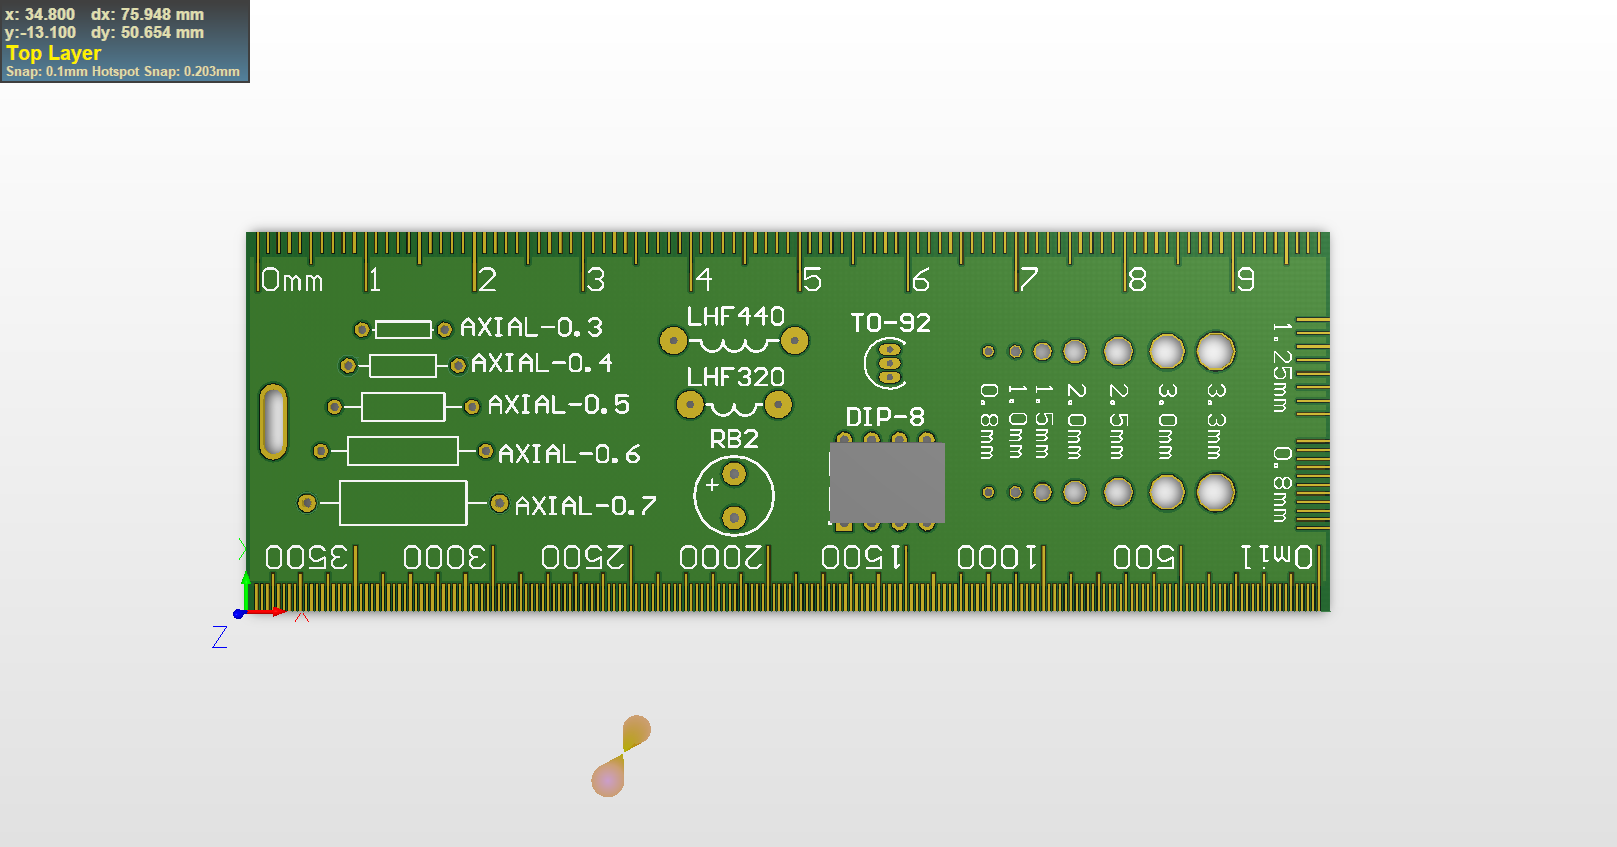 x: 34.800 dx: 75.948 mm
y:-13.100 dy: 50.654 mm
Top Layer
Snap: 0.1mm Hotspot Snap: 0.203mm
0mm 1 2 3 4 5 6 7 8 9
AXIAL-0.3
AXIAL-0.4
AXIAL-0.5
AXIAL-0.6
AXIAL-0.7
LHF440
LHF320
RB2
+
TO-92
DIP-8
0.8mm 1.0mm 1.5mm 2.0mm 2.5mm 3.0mm 3.3mm
1.25mm
0.8mm
3500 3000 2500 2000 1500 1000 500 0mil
Y
X
Z